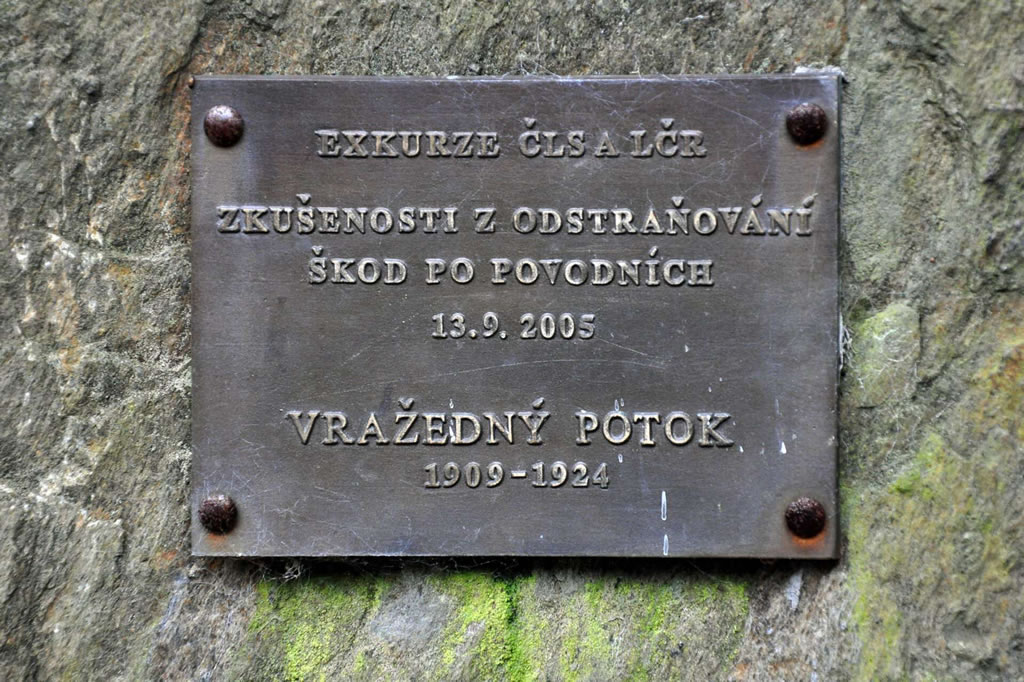 EXKURZE ČLS A LČR
ZKUŠENOSTI Z ODSTRAŇOVÁNÍ
ŠKOD PO POVODNÍCH
13.9. 2005
VRAŽEDNÝ POTOK
1909-1924